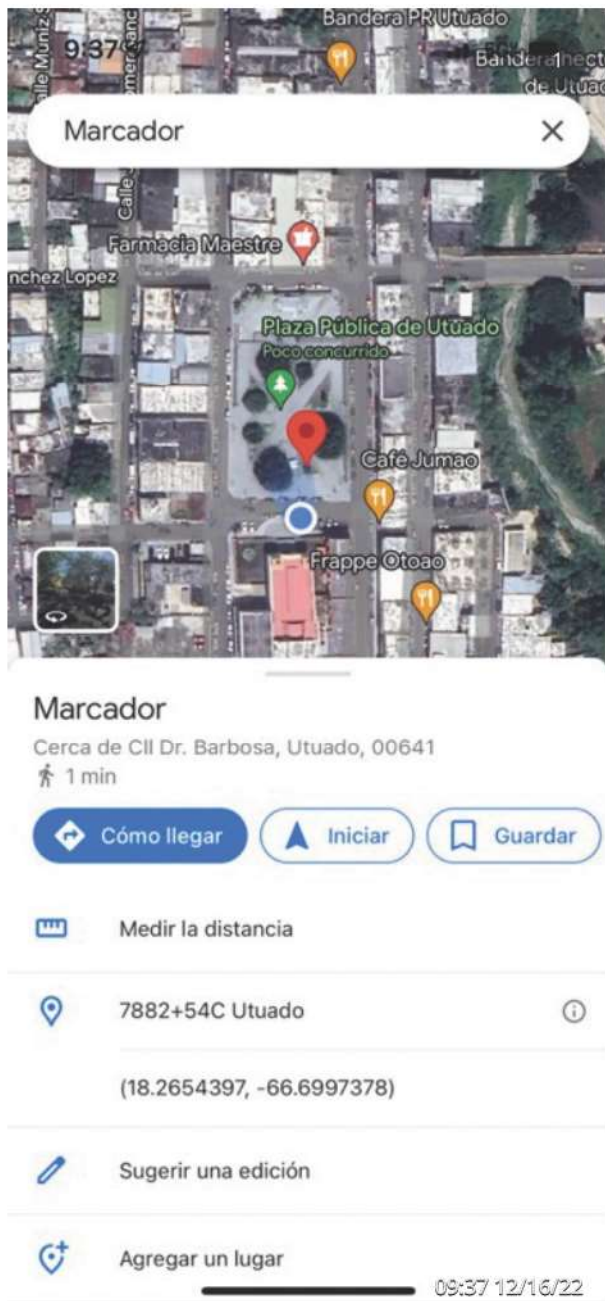 Bandera PR Utuado
9:37
Marcador
Farmacia Maestre
nchez Lopez
Plaza Pública de Utuado
Poco concurrido
Café Jumao
Frappe Otoao
Marcador
Cerca de Cll Dr. Barbosa, Utuado, 00641
1 min
Cómo llegar
Iniciar
Guardar
Medir la distancia
7882+54C Utuado
(18.2654397, -66.6997378)
Sugerir una edición
Agregar un lugar
09:37 12/16/22